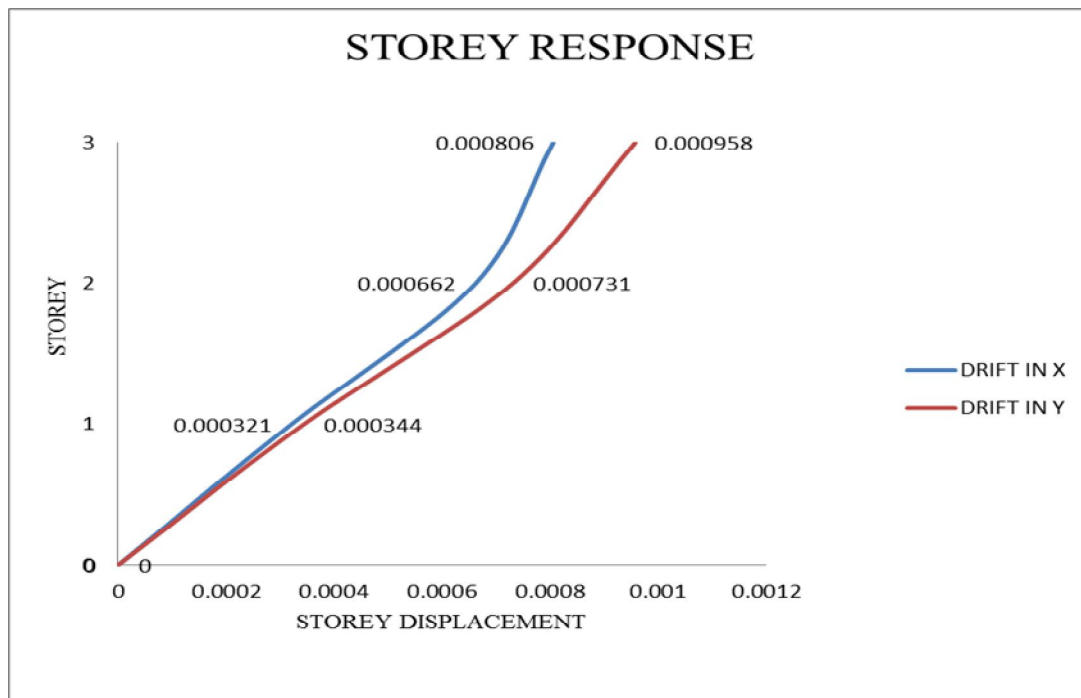 STOREY RESPONSE
3
0.000806
0.000958
2
0.000662
0.000731
STOREY
DRIFT IN X
DRIFT IN Y
1
0.000321
0.000344
0
0
0 0.0002 0.0004 0.0006 0.0008 0.001 0.0012
STOREY DISPLACEMENT